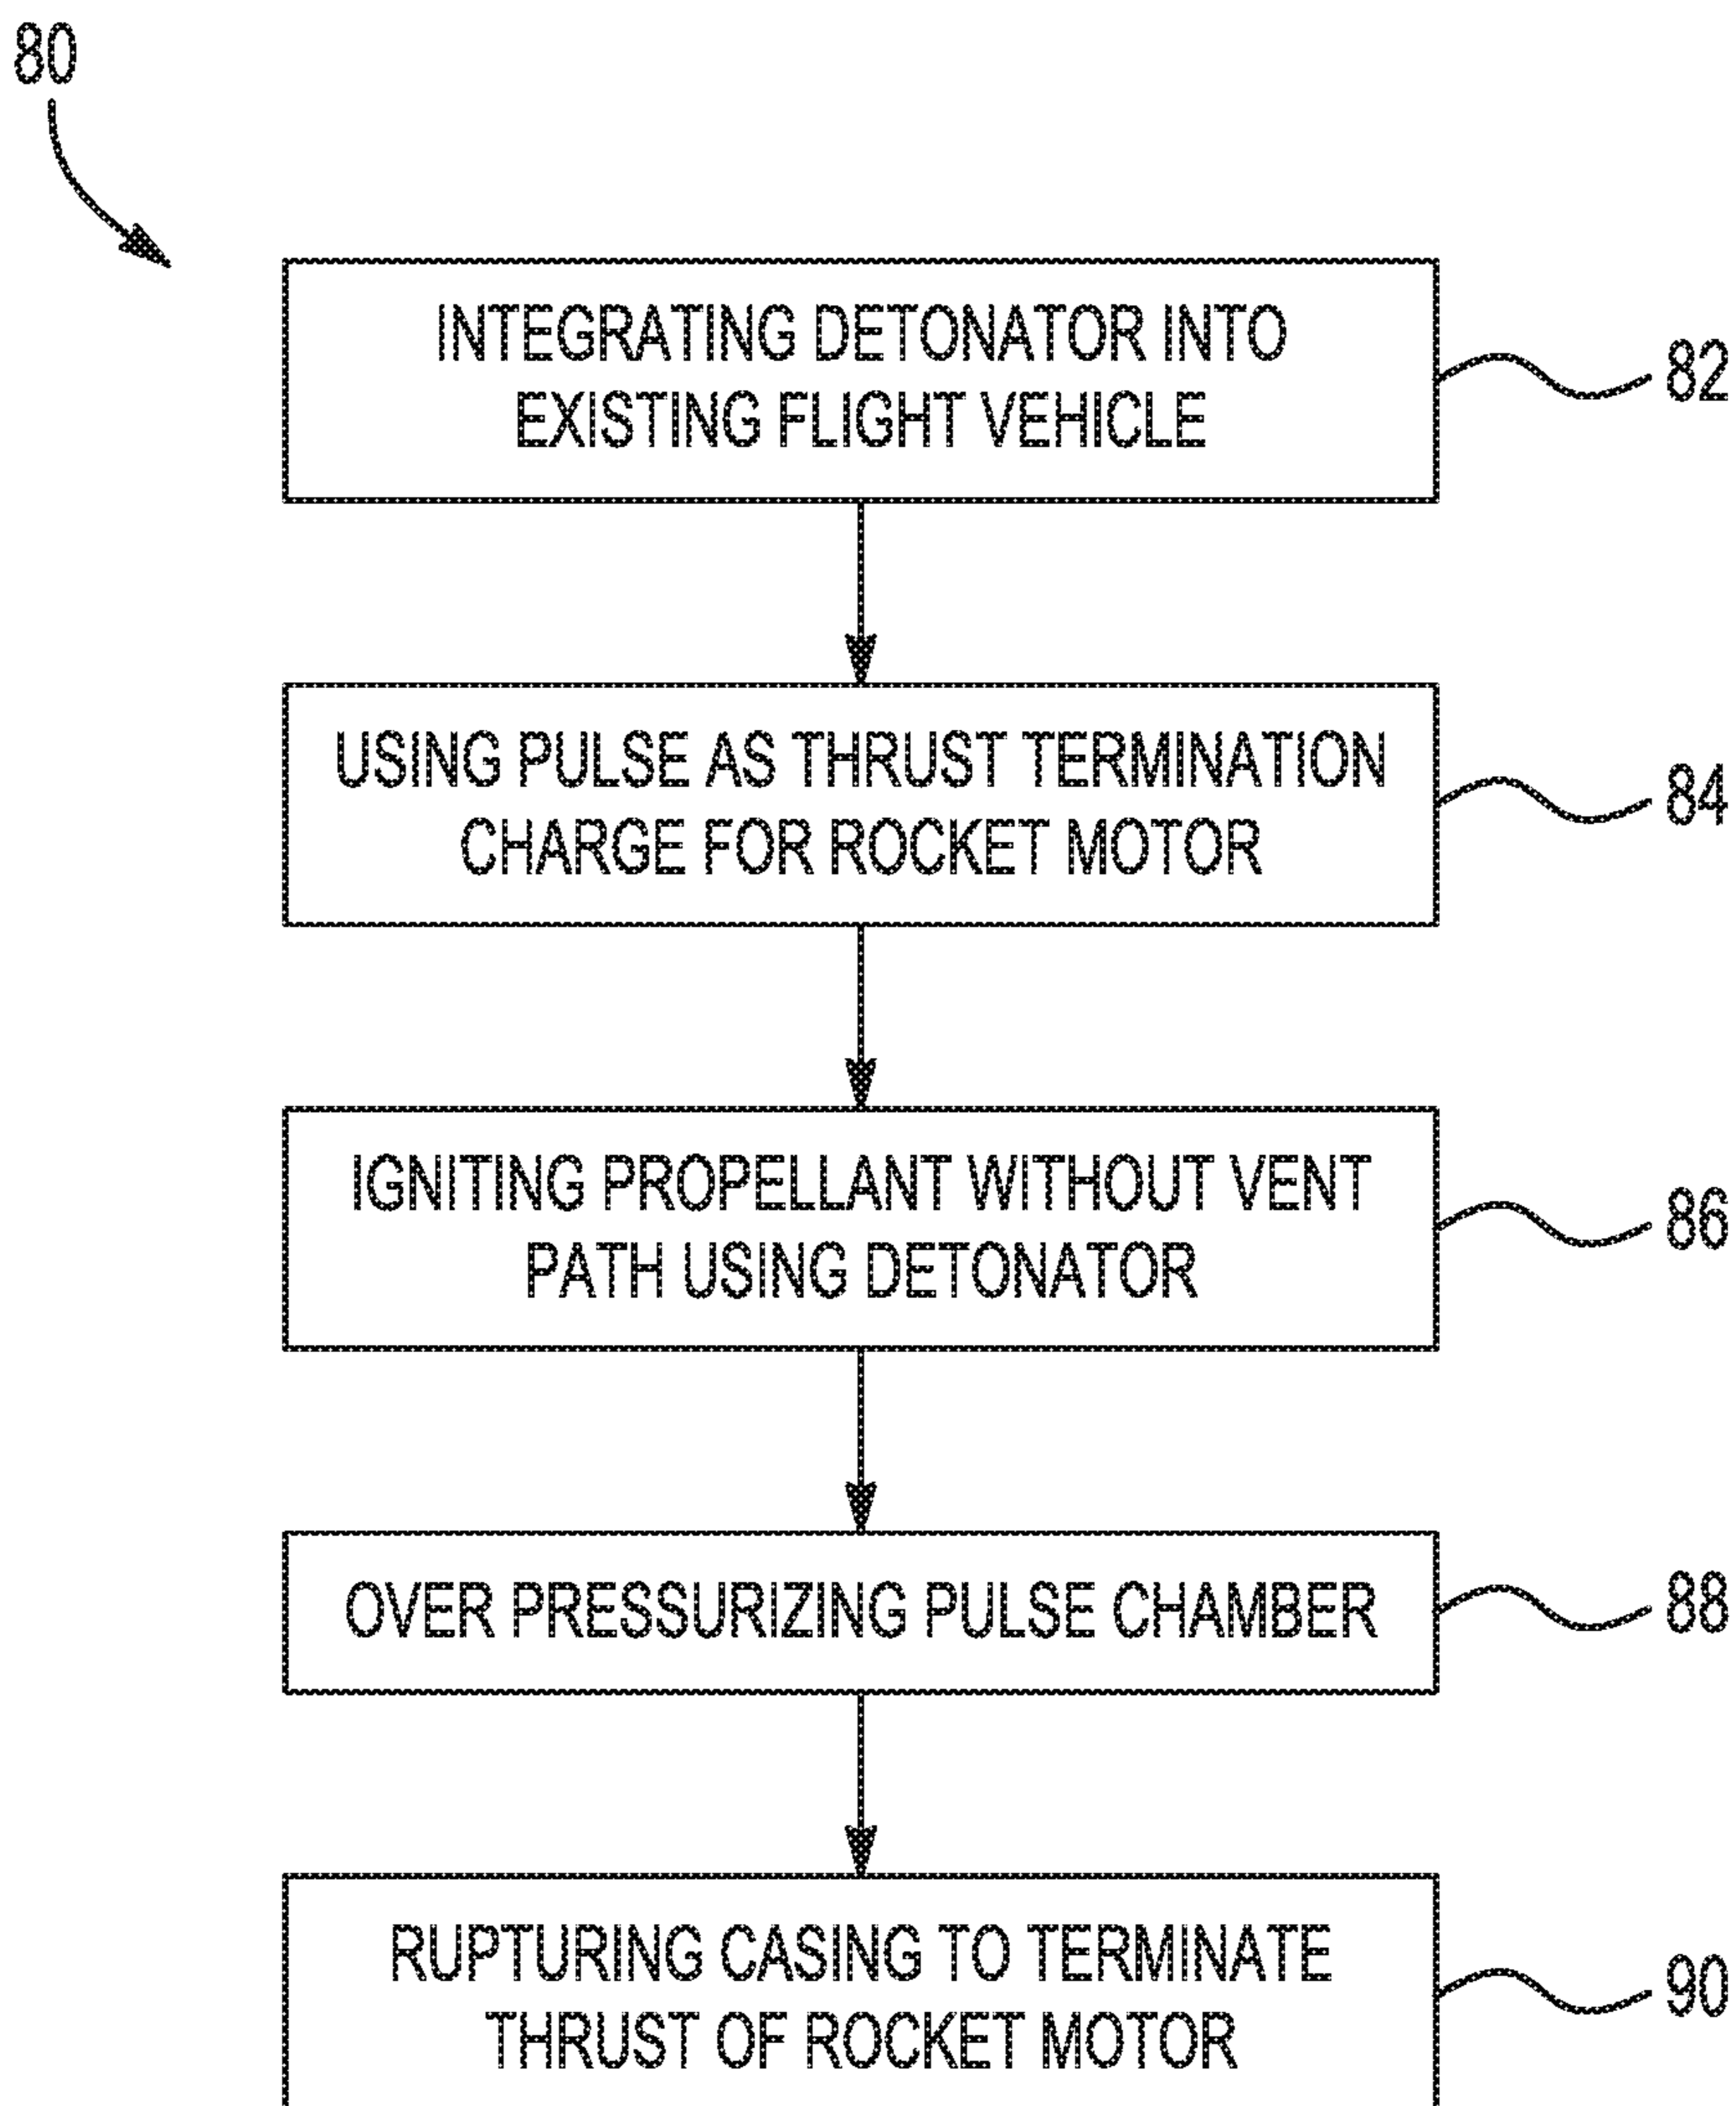 80
INTEGRATING DETONATOR INTO
EXISTING FLIGHT VEHICLE
82
USING PULSE AS THRUST TERMINATION
CHARGE FOR ROCKET MOTOR
84
IGNITING PROPELLANT WITHOUT VENT
PATH USING DETONATOR
86
OVER PRESSURIZING PULSE CHAMBER
88
RUPTURING CASING TO TERMINATE
THRUST OF ROCKET MOTOR
90